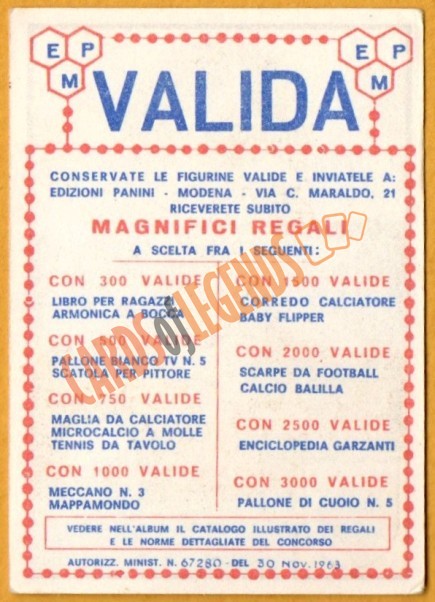 E P
M
E P
M
VALIDA
CONSERVATE LE FIGURINE VALIDE E INVIATELE A:
EDIZIONI PANINI - MODENA - VIA C. MARALDO, 21
RICEVERETE SUBITO
MAGNIFICI REGALI
A SCELTA FRA I SEGUENTI:
CON 300 VALIDE
LIBRO PER RAGAZZI
ARMONICA A BOCCA
CON 500 VALIDE
PALLONE BIANCO TV N. 5
SCATOLA PER PITTORE
CON 750 VALIDE
MAGLIA DA CALCIATORE
MICROCALCIO A MOLLE
TENNIS DA TAVOLO
CON 1000 VALIDE
MECCANO N. 3
MAPPAMONDO
CON 1500 VALIDE
CORREDO CALCIATORE
BABY FLIPPER
CON 2000 VALIDE
SCARPE DA FOOTBALL
CALCIO BALILLA
CON 2500 VALIDE
ENCICLOPEDIA GARZANTI
CON 3000 VALIDE
PALLONE DI CUOIO N. 5
VEDERE NELL'ALBUM IL CATALOGO ILLUSTRATO DEI REGALI
E LE NORME DETTAGLIATE DEL CONCORSO
AUTORIZZ. MINIST. N. 67280 - DEL 30 NOV. 1963
CARDS OF LEGENDS